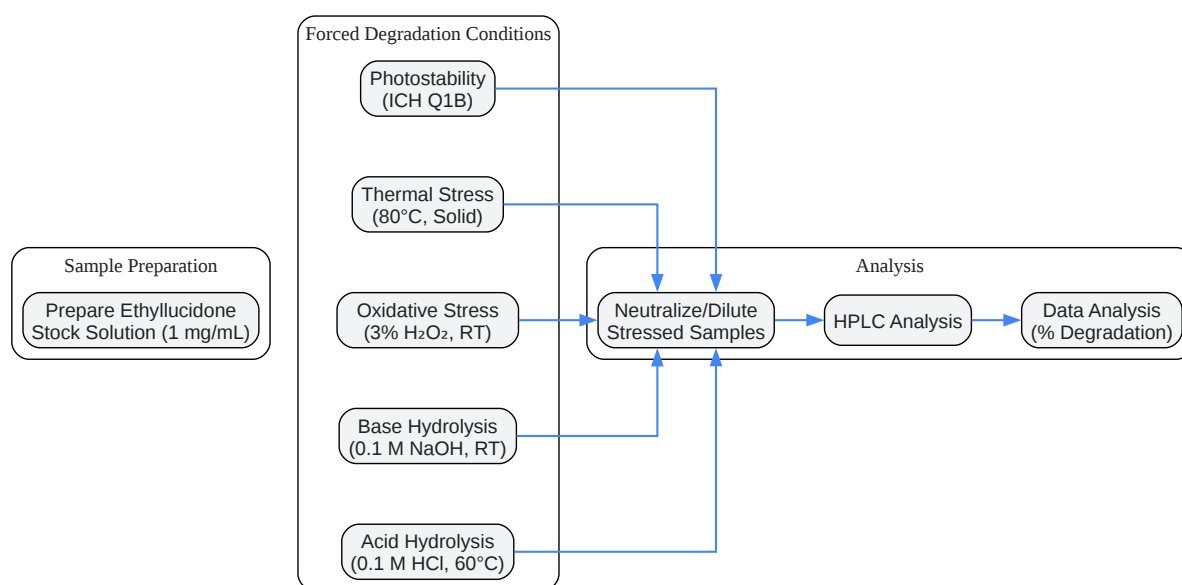 Sample Preparation
Prepare Ethyllucidone
Stock Solution (1 mg/mL)
Forced Degradation Conditions
Photostability
(ICH Q1B)
Thermal Stress
(80°C, Solid)
Oxidative Stress
(3% H₂O₂, RT)
Base Hydrolysis
(0.1 M NaOH, RT)
Acid Hydrolysis
(0.1 M HCl, 60°C)
Analysis
Neutralize/Dilute
Stressed Samples
HPLC Analysis
Data Analysis
(% Degradation)